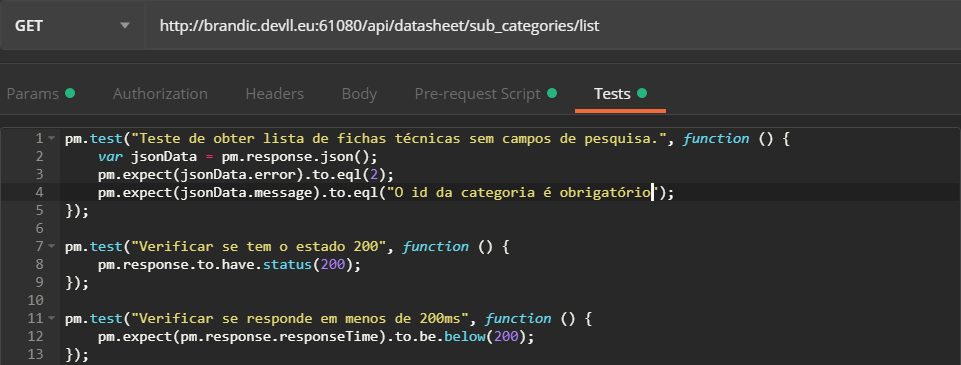 GET http://brandic.devll.eu:61080/api/datasheet/sub_categories/list
Params Authorization Headers Body Pre-request Script Tests
1 pm.test("Teste de obter lista de fichas técnicas sem campos de pesquisa.", function () {
2 var jsonData = pm.response.json();
3 pm.expect(jsonData.error).to.eql(2);
4 pm.expect(jsonData.message).to.eql("O id da categoria é obrigatório");
5 });
6
7 pm.test("Verificar se tem o estado 200", function () {
8 pm.response.to.have.status(200);
9 });
10
11 pm.test("Verificar se responde em menos de 200ms", function () {
12 pm.expect(pm.response.responseTime).to.be.below(200);
13 });